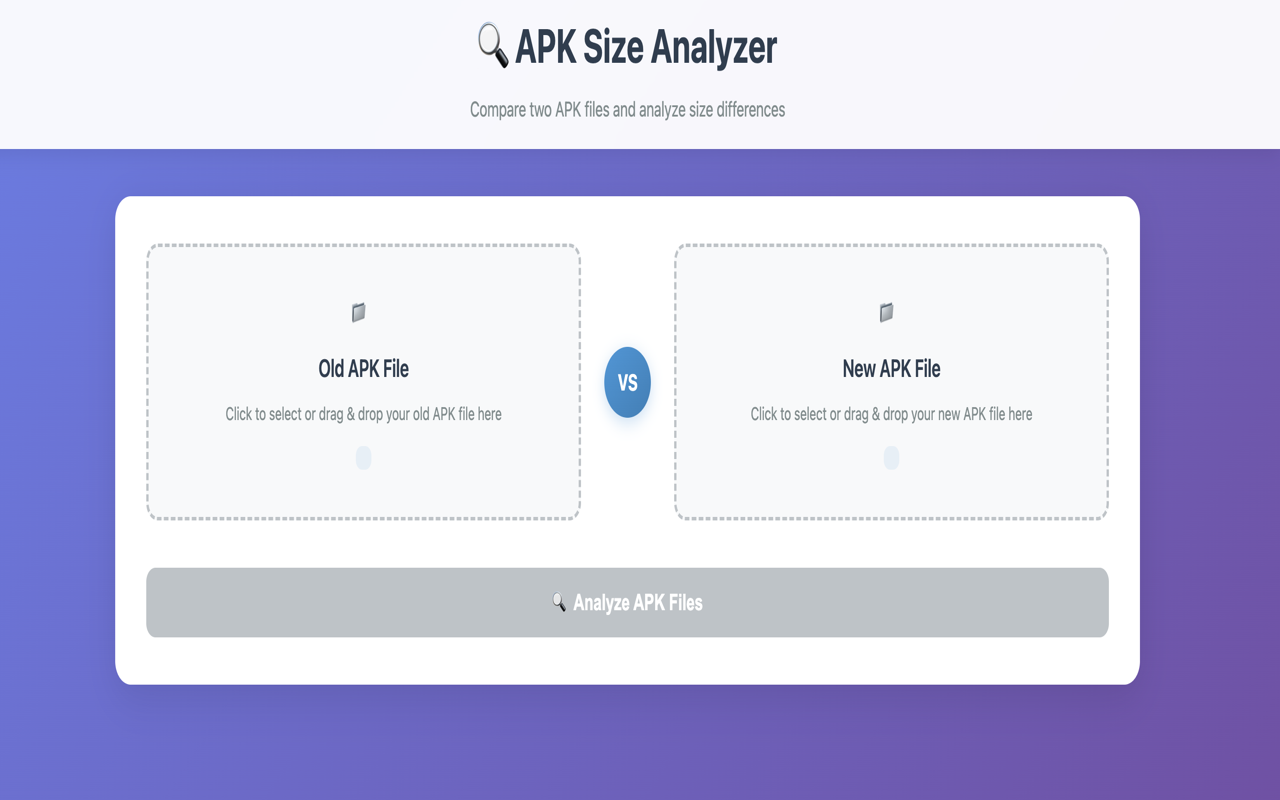 🔍 APK Size Analyzer
Compare two APK files and analyze size differences
Old APK File
Click to select or drag & drop your old APK file here
VS
New APK File
Click to select or drag & drop your new APK file here
🔍 Analyze APK Files